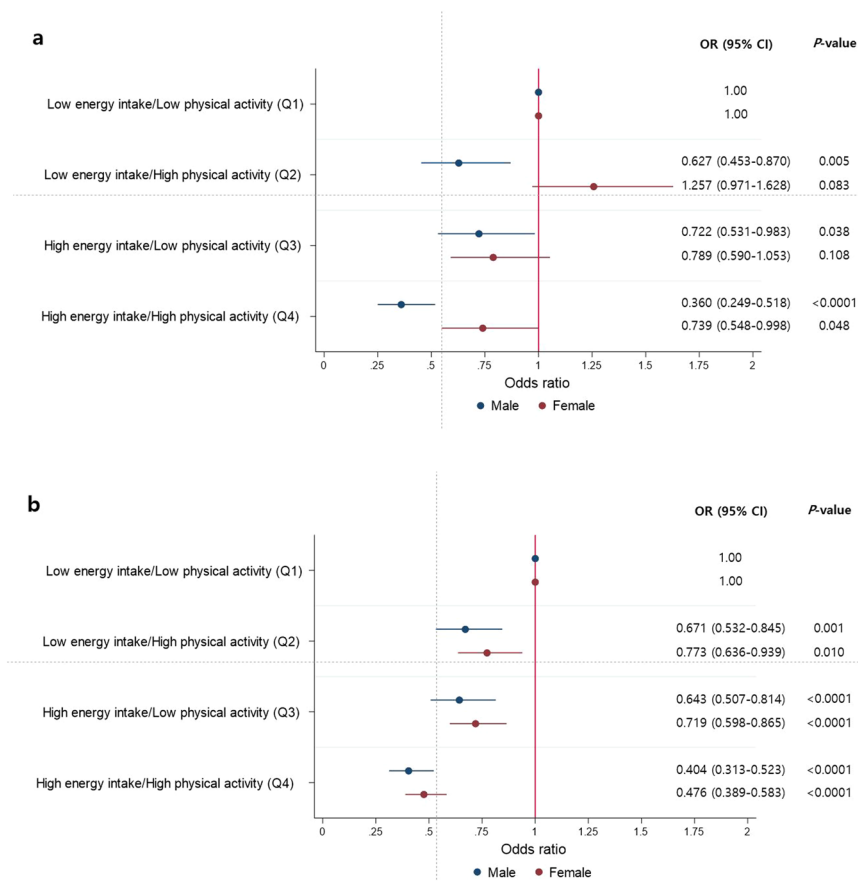 a
OR (95% CI) P-value
Low energy intake/Low physical activity (Q1)
1.00
1.00
Low energy intake/High physical activity (Q2)
0.627 (0.453-0.870) 0.005
1.257 (0.971-1.628) 0.083
High energy intake/Low physical activity (Q3)
0.722 (0.531-0.983) 0.038
0.789 (0.590-1.053) 0.108
High energy intake/High physical activity (Q4)
0.360 (0.249-0.518) <0.0001
0.739 (0.548-0.998) 0.048
0 .25 .5 .75 1 1.25 1.5 1.75 2
Odds ratio
Male Female
b
OR (95% CI) P-value
Low energy intake/Low physical activity (Q1)
1.00
1.00
Low energy intake/High physical activity (Q2)
0.671 (0.532-0.845) 0.001
0.773 (0.636-0.939) 0.010
High energy intake/Low physical activity (Q3)
0.643 (0.507-0.814) <0.0001
0.719 (0.598-0.865) <0.0001
High energy intake/High physical activity (Q4)
0.404 (0.313-0.523) <0.0001
0.476 (0.389-0.583) <0.0001
0 .25 .5 .75 1 1.25 1.5 1.75 2
Odds ratio
Male Female